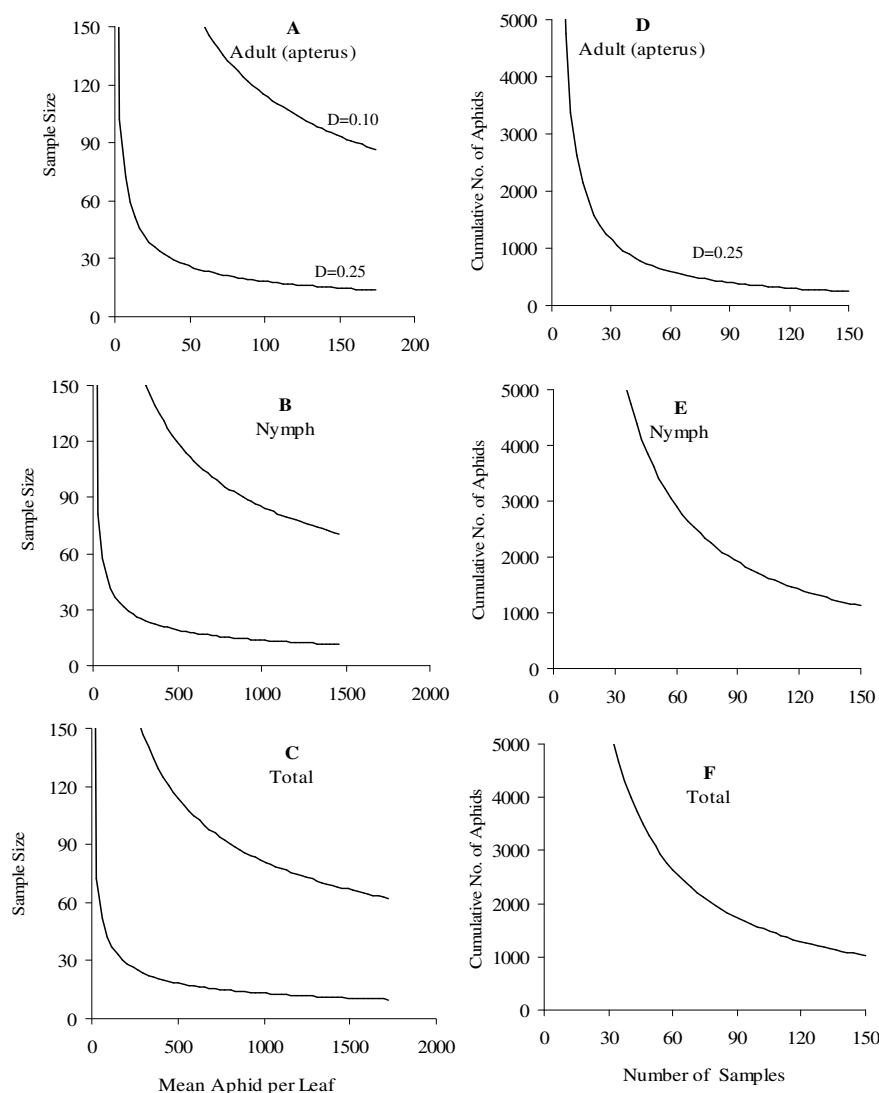 A
Adult (apterus)
150
120
90
60
30
0
Sample Size
D=0.10
D=0.25
0 50 100 150 200
D
Adult (apterus)
5000
4000
3000
2000
1000
0
Cumulative No. of Aphids
D=0.25
0 30 60 90 120 150
B
Nymph
150
120
90
60
30
0
Sample Size
0 500 1000 1500 2000
E
Nymph
5000
4000
3000
2000
1000
0
Cumulative No. of Aphids
0 30 60 90 120 150
C
Total
150
120
90
60
30
0
Sample Size
0 500 1000 1500 2000
Mean Aphid per Leaf
F
Total
5000
4000
3000
2000
1000
0
Cumulative No. of Aphids
0 30 60 90 120 150
Number of Samples